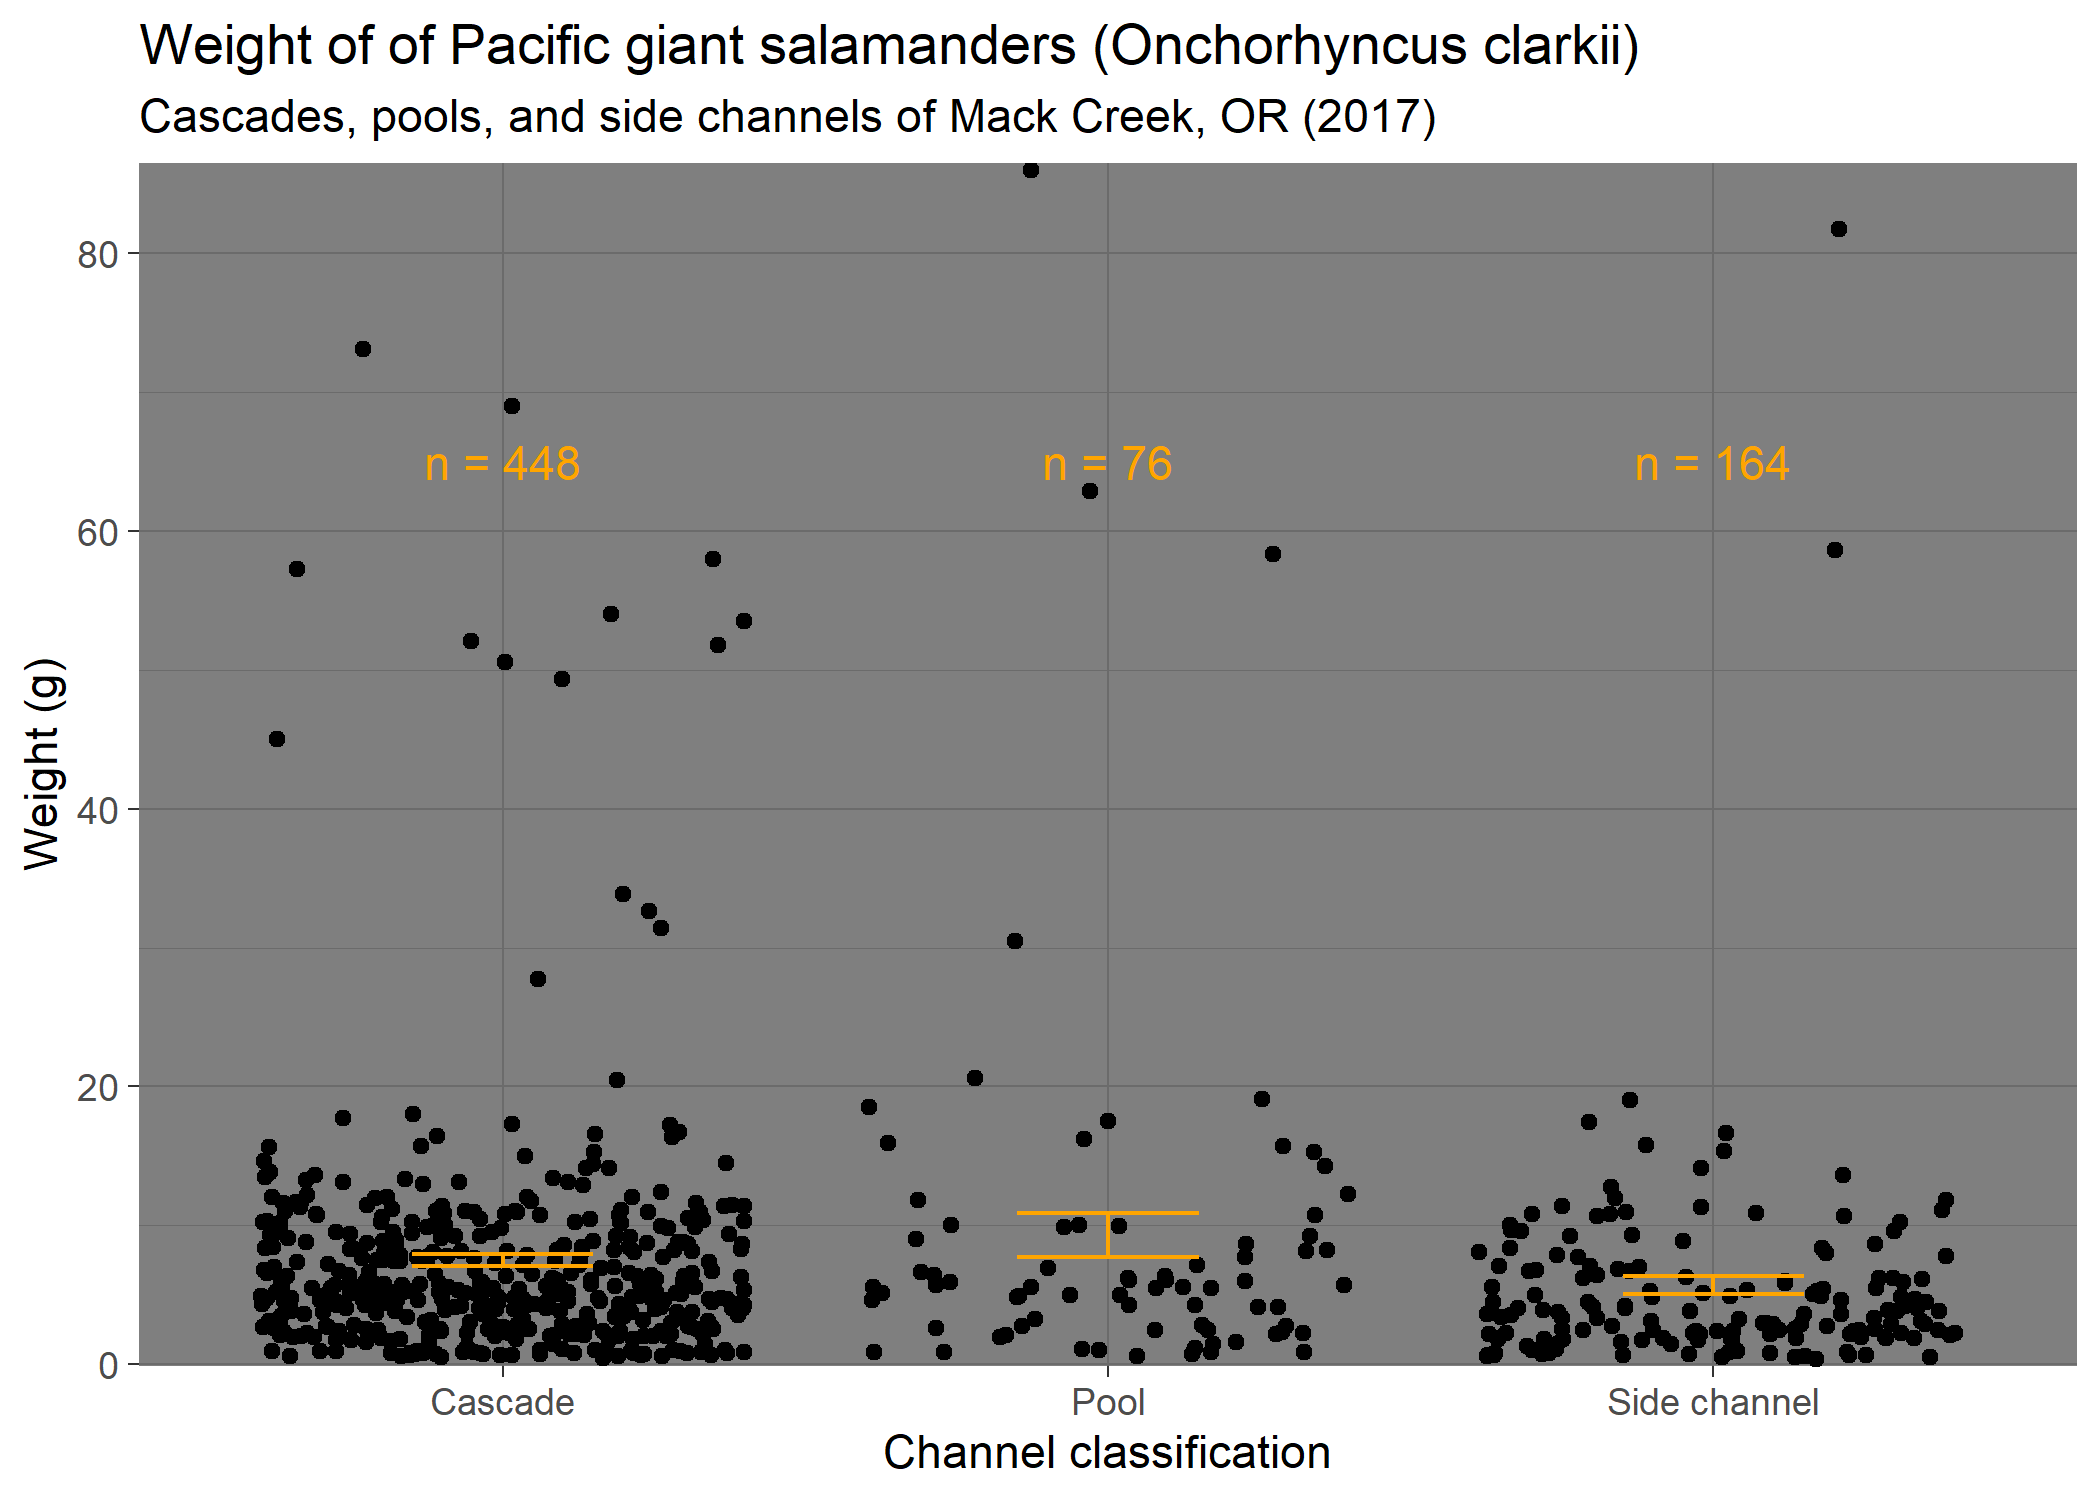 Weight of of Pacific giant salamanders (Onchorhyncus clarkii)
Cascades, pools, and side channels of Mack Creek, OR (2017)
80
n = 448 n = 76 n = 164
60
Weight (g)
40
20
0
Cascade Pool Side channel
Channel classification